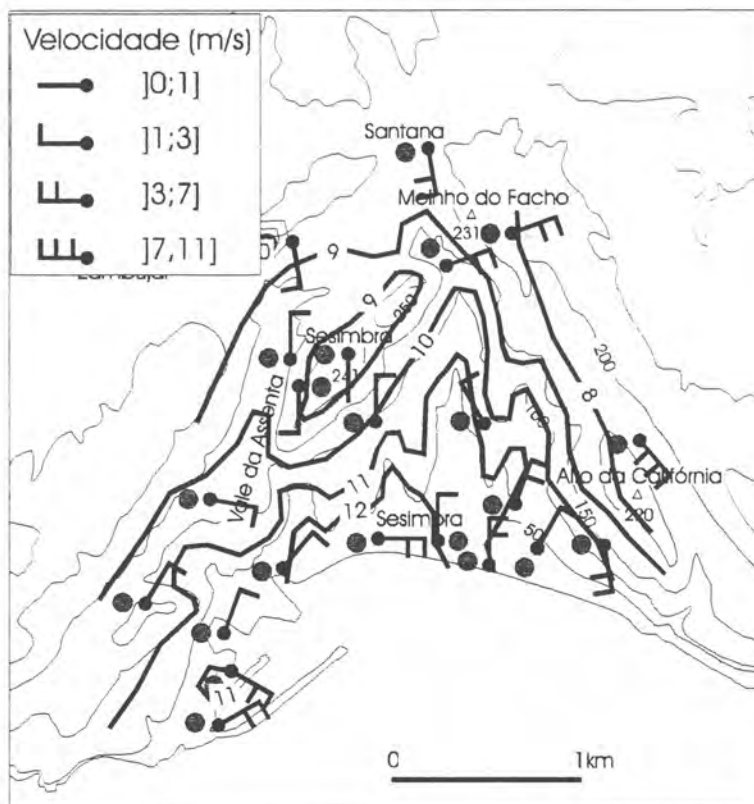 Velocidade (m/s)
]0;1]
]1;3]
]3;7]
]7,11]
Santana
Moinho do Facho
231
9
9
250
Sesimbra
241
10
200
8
Vale da Assenta
11
12
Sesimbra
Alto da Califórnia
220
150
50
11
0 1km